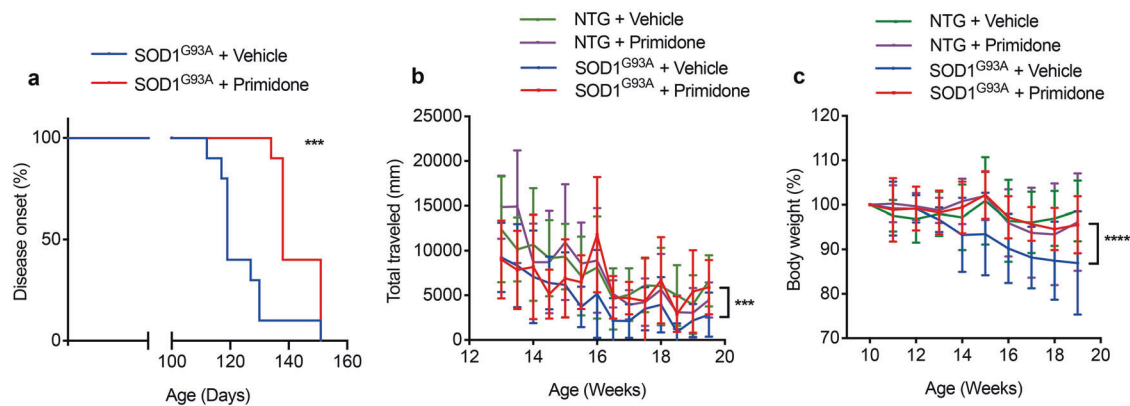 a
SOD1G93A + Vehicle
SOD1G93A + Primidone
Disease onset (%)
100
50
0
100
120
140
160
***
Age (Days)
b
NTG + Vehicle
NTG + Primidone
SOD1G93A + Vehicle
SOD1G93A + Primidone
Total traveled (mm)
25000
20000
15000
10000
5000
0
12
14
16
18
20
***
Age (Weeks)
c
NTG + Vehicle
NTG + Primidone
SOD1G93A + Vehicle
SOD1G93A + Primidone
Body weight (%)
120
110
100
90
80
70
10
12
14
16
18
20
****
Age (Weeks)